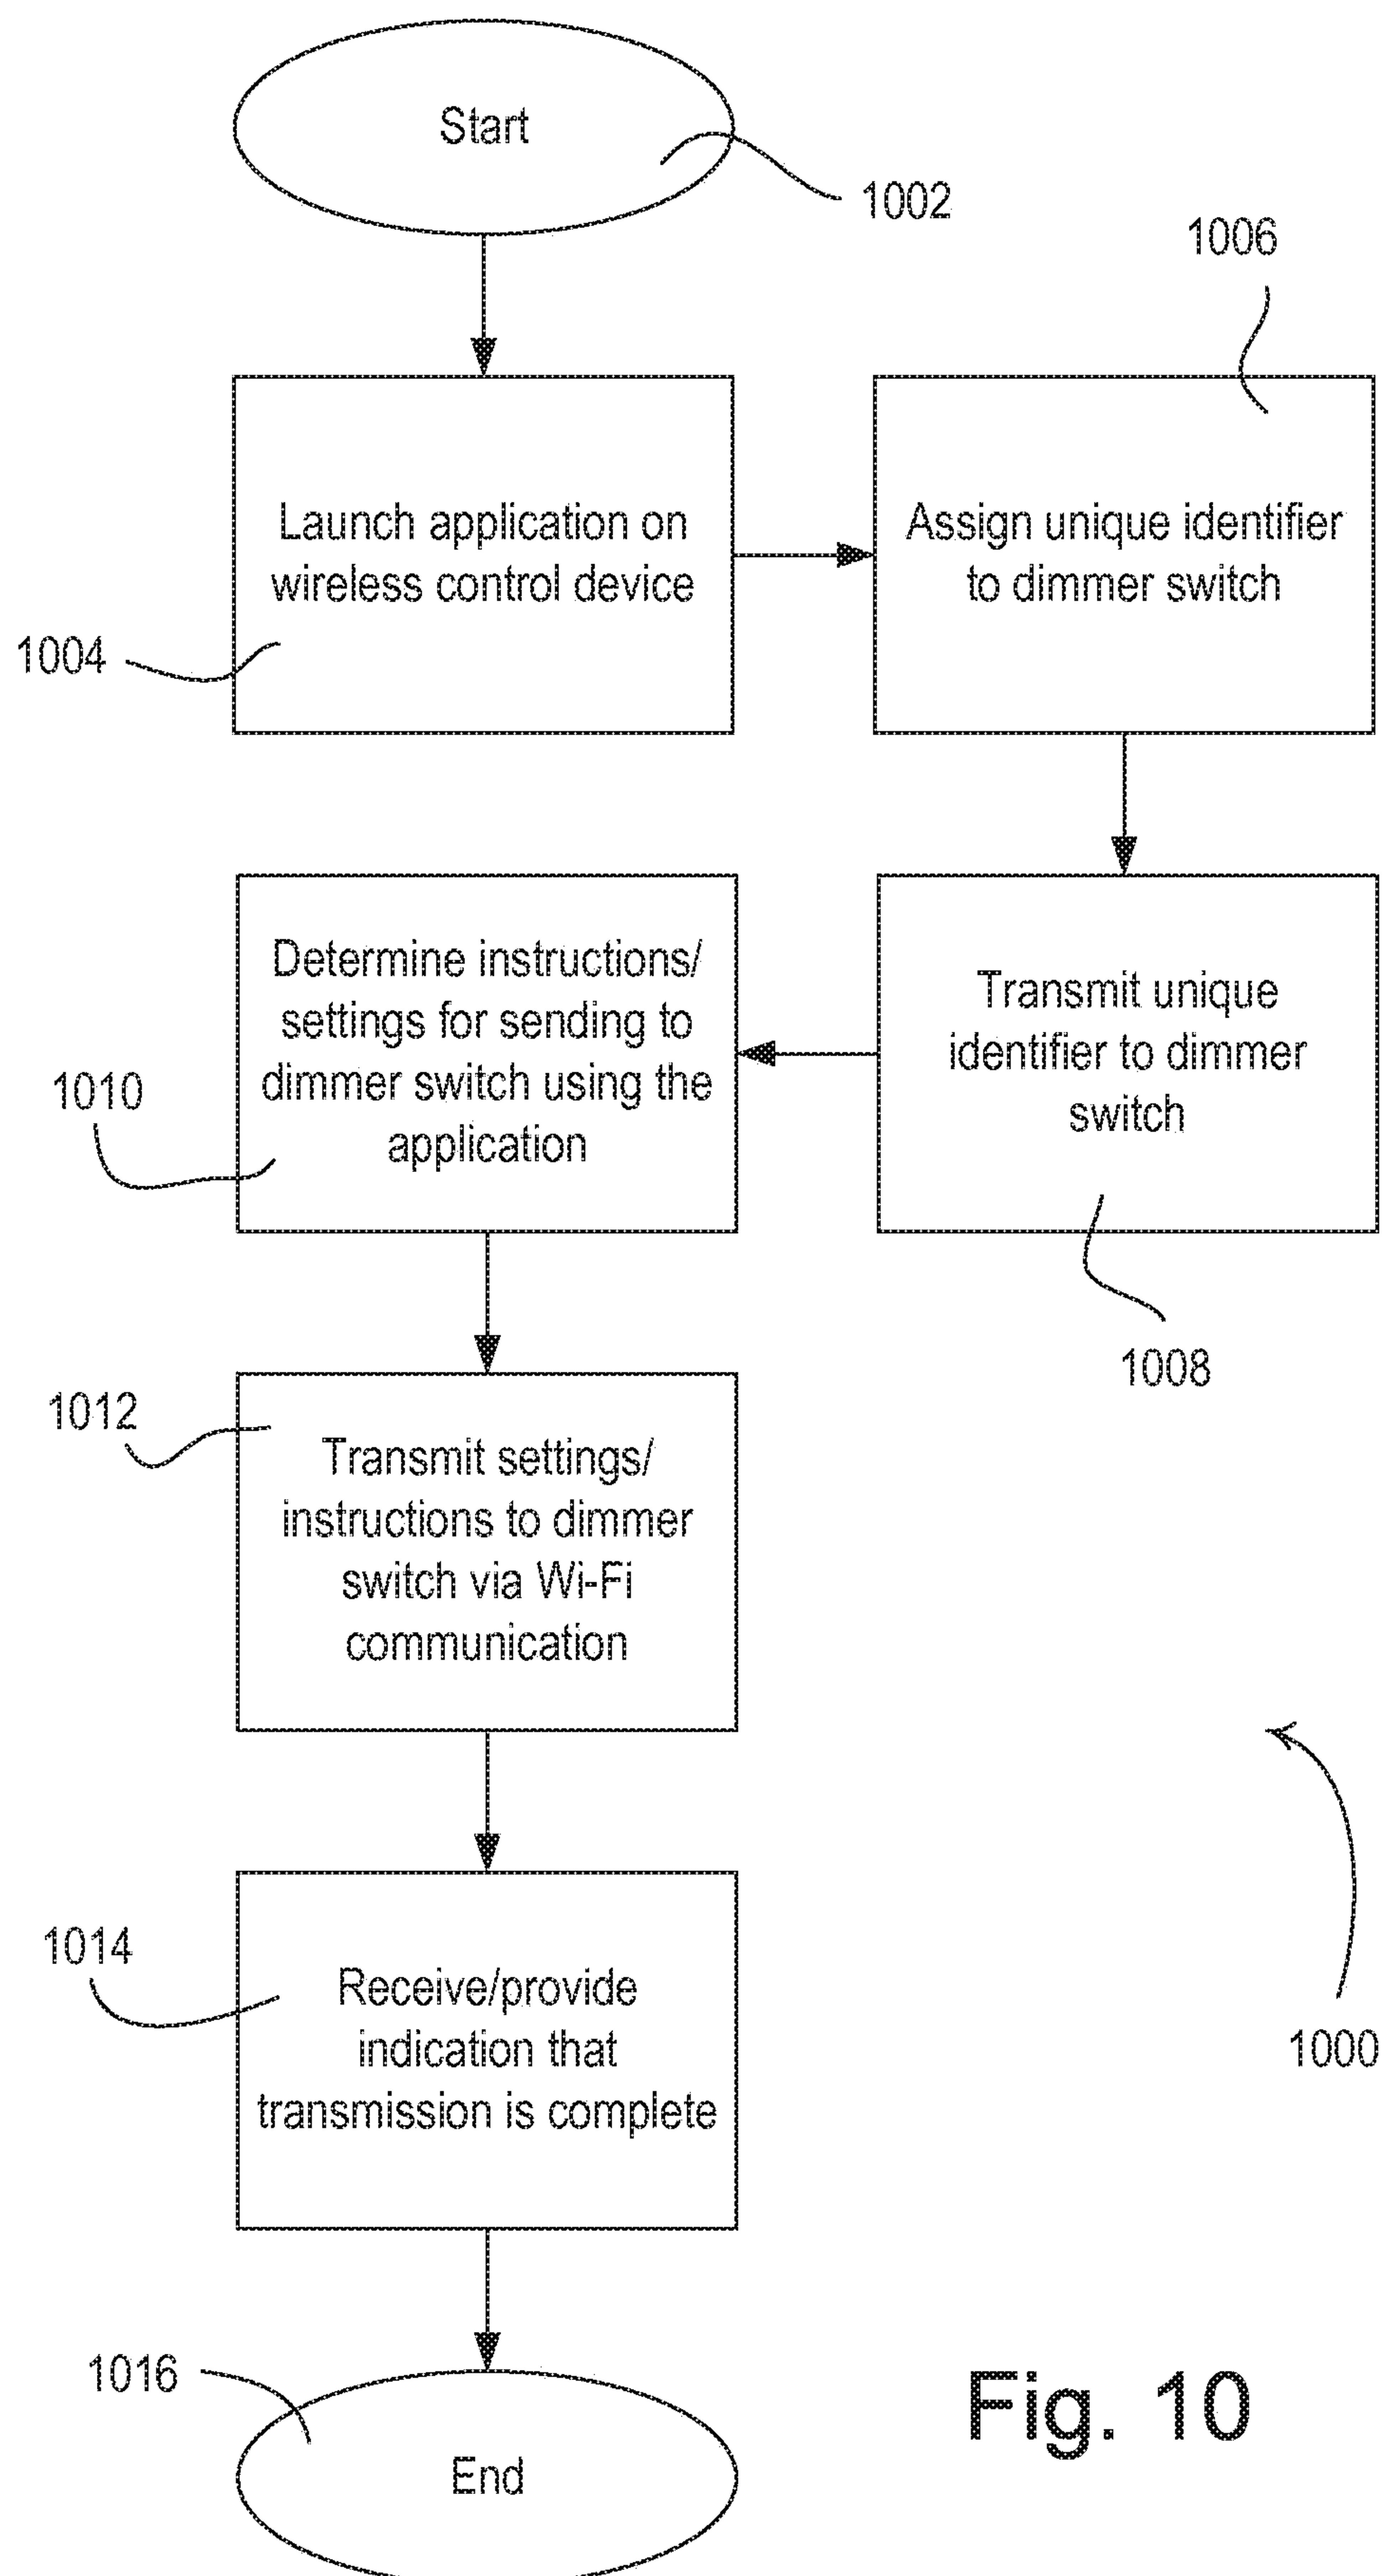 Start
1002
1006
Launch application on
wireless control device
1004
Assign unique identifier
to dimmer switch
Determine instructions/
settings for sending to
dimmer switch using the
application
1010
Transmit unique
identifier to dimmer
switch
1008
1012
Transmit settings/
instructions to dimmer
switch via Wi-Fi
communication
1014
Receive/provide
indication that
transmission is complete
1000
1016
End
Fig. 10